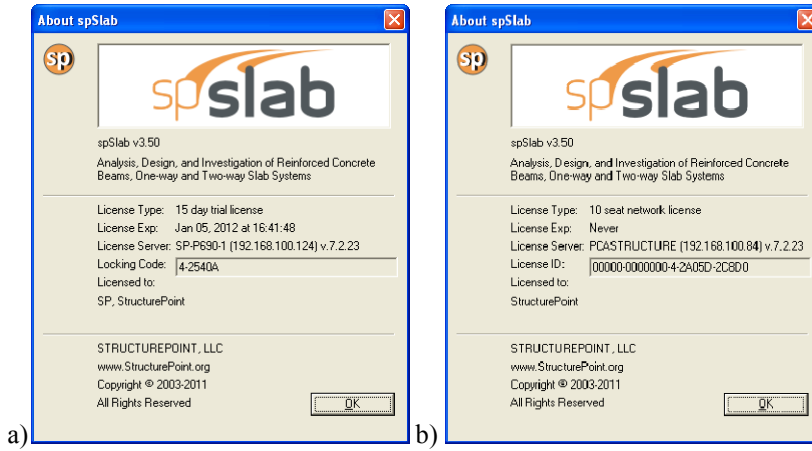 About spSlab
sp
spslab
spSlab v3.50
Analysis, Design, and Investigation of Reinforced Concrete
Beams, One-way and Two-way Slab Systems
License Type: 15 day trial license
License Exp: Jan 05, 2012 at 16:41:48
License Server: SP-P690-1 (192.168.100.124) v.7.2.23
Locking Code: 4-2540A
Licensed to:
SP, StructurePoint
STRUCTUREPOINT, LLC
www.StructurePoint.org
Copyright © 2003-2011
All Rights Reserved
OK
a)
About spSlab
sp
spslab
spSlab v3.50
Analysis, Design, and Investigation of Reinforced Concrete
Beams, One-way and Two-way Slab Systems
License Type: 10 seat network license
License Exp: Never
License Server: PCASTRUCTURE (192.168.100.84) v.7.2.23
License ID: 00000-0000000-4-2A05D-2C8D0
Licensed to:
StructurePoint
STRUCTUREPOINT, LLC
www.StructurePoint.org
Copyright © 2003-2011
All Rights Reserved
OK
b)